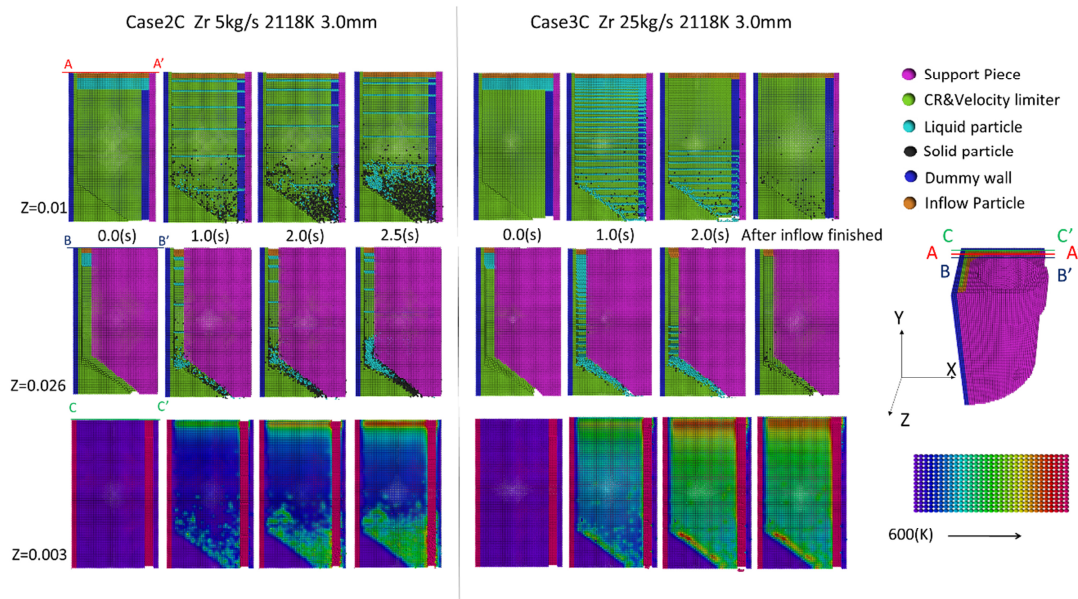 Case2C Zr 5kg/s 2118K 3.0mm
Case3C Zr 25kg/s 2118K 3.0mm
A A’
Support Piece
CR&Velocity limiter
Liquid particle
Solid particle
Dummy wall
Inflow Particle
Z=0.01
0.0(s) 1.0(s) 2.0(s) 2.5(s)
0.0(s) 1.0(s) 2.0(s) After inflow finished
B B’
C C’
A A
B B’
Y
X
Z
Z=0.026
C C’
Z=0.003
600(K)